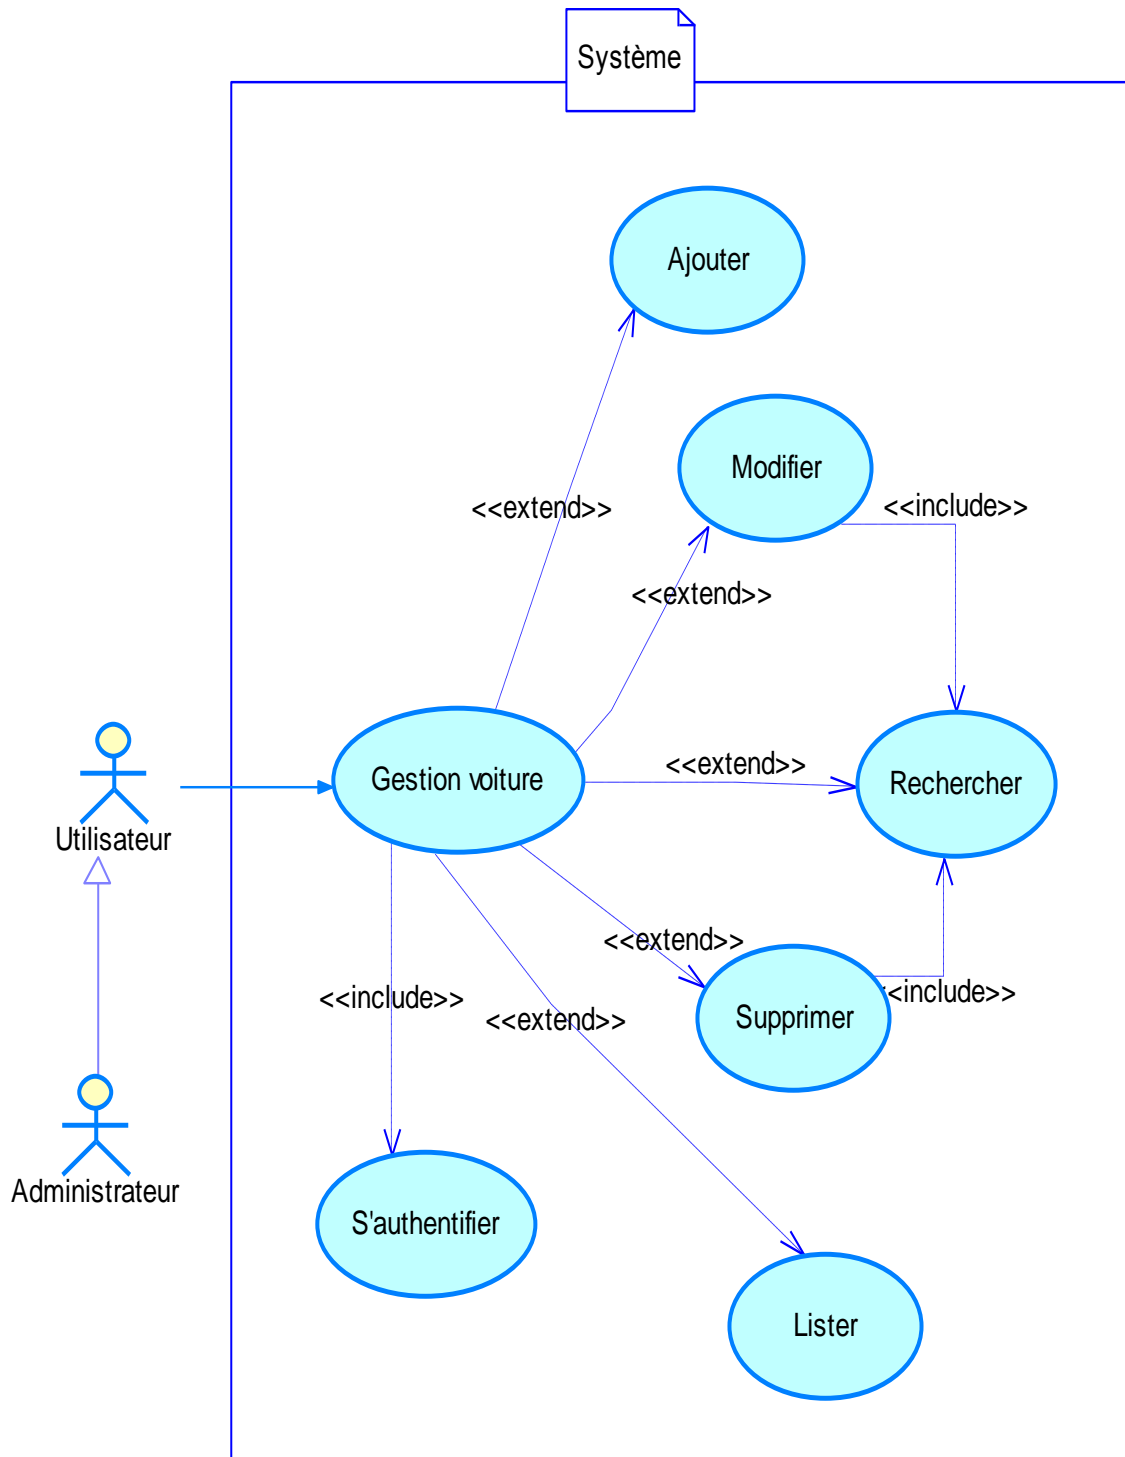 Système
Ajouter
Modifier
<<extend>>
<<include>>
<<extend>>
Gestion voiture
<<extend>>
Rechercher
Utilisateur
<<extend>>
<<include>>
<<include>>
<<extend>>
Supprimer
Administrateur
S'authentifier
Lister